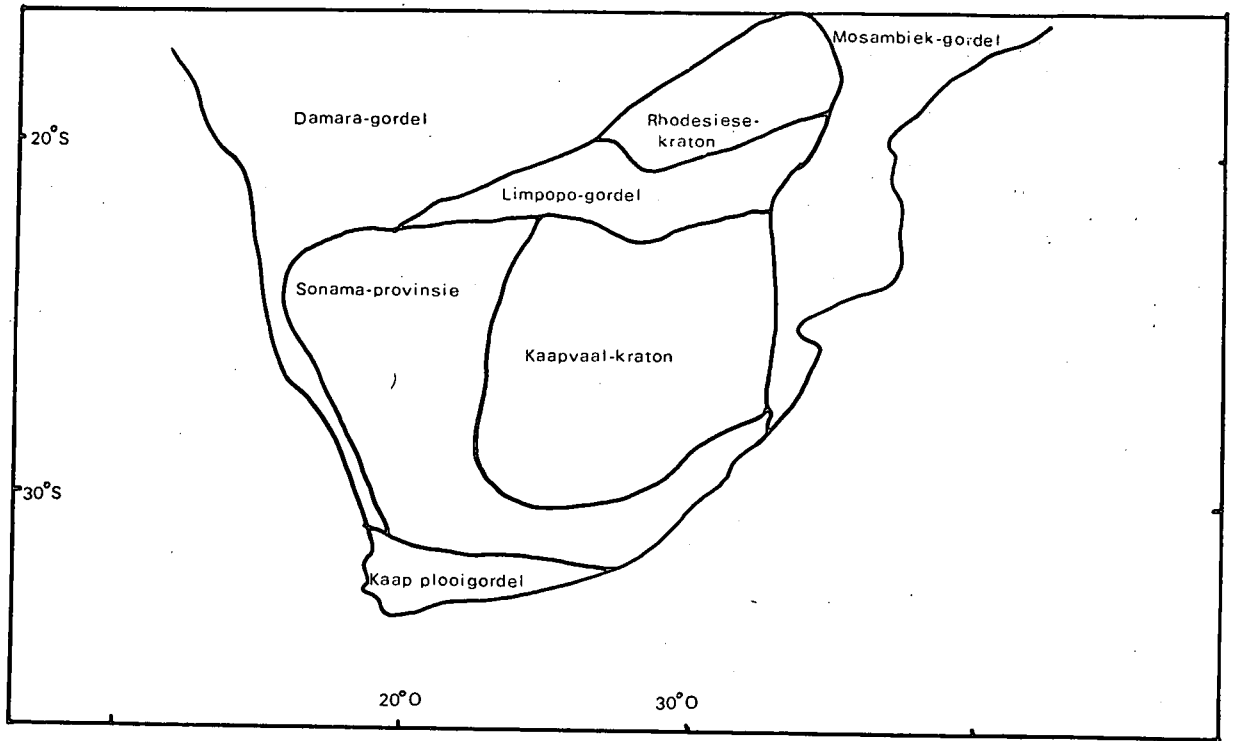 Mosambiek-gordel
Damara-gordel
Rhodesiese-
kraton
20°S
Limpopo-gordel
Sonama-provinsie
Kaapvaal-kraton
30°S
Kaap plooigordel
20°O
30°O